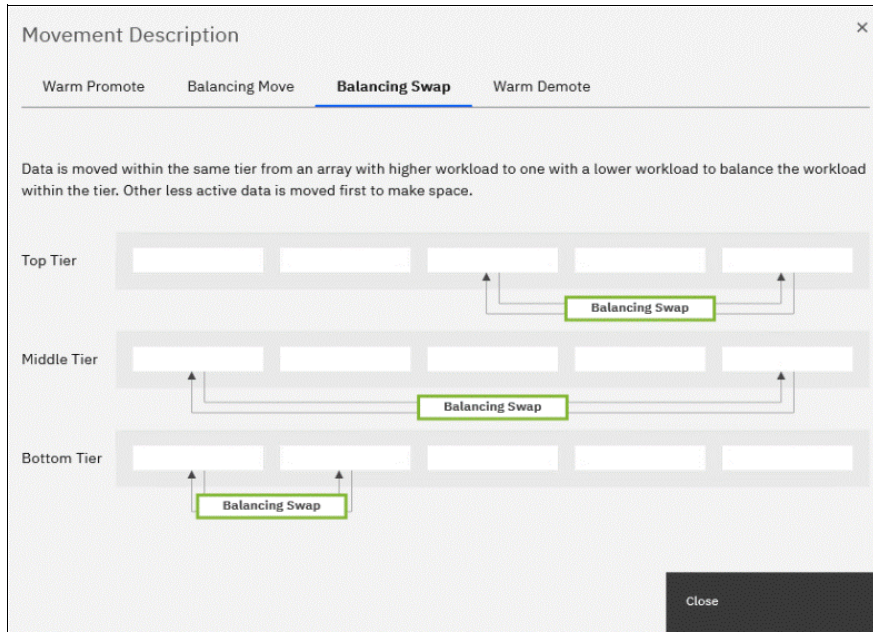 Movement Description
Warm Promote Balancing Move Balancing Swap Warm Demote
Data is moved within the same tier from an array with higher workload to one with a lower workload to balance the workload
within the tier. Other less active data is moved first to make space.
Top Tier
Balancing Swap
Middle Tier
Balancing Swap
Bottom Tier
Balancing Swap
Close